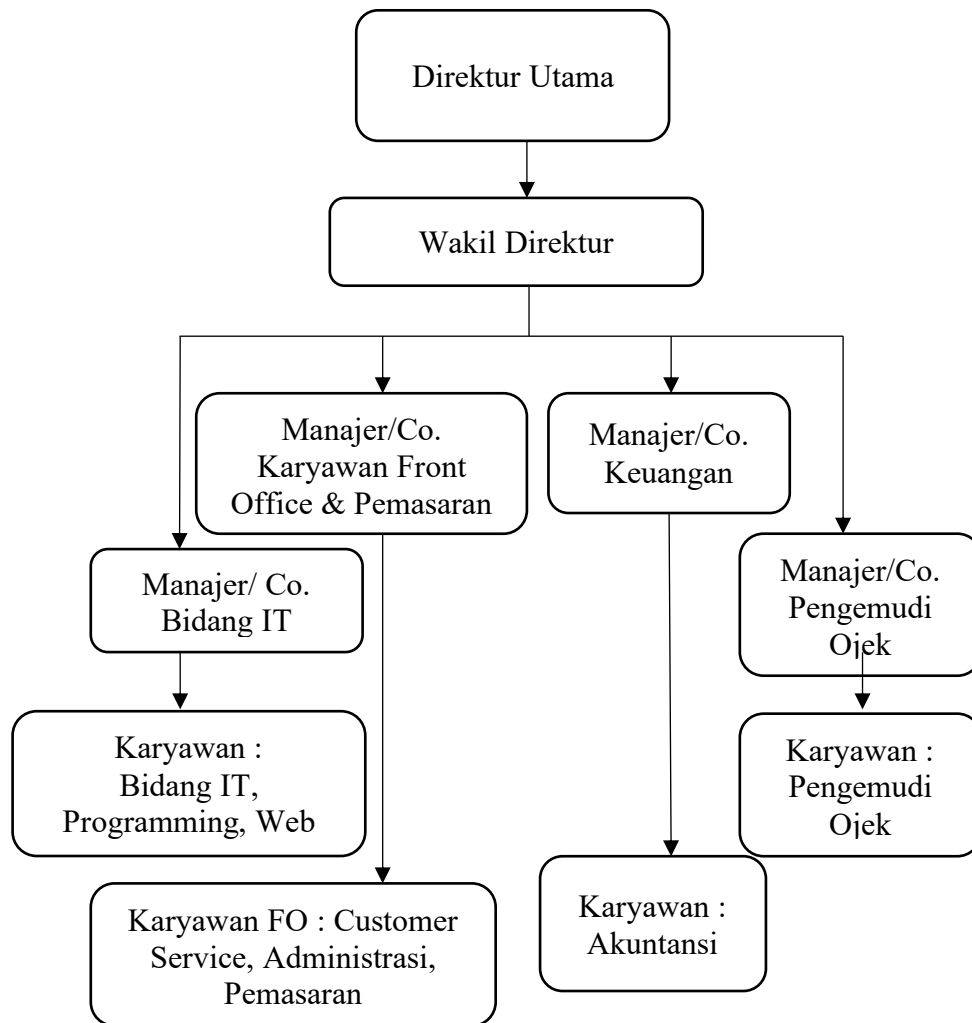 Direktur Utama
Wakil Direktur
Manajer/Co.
Karyawan Front
Office & Pemasaran
Manajer/Co.
Keuangan
Manajer/ Co.
Bidang IT
Manajer/Co.
Pengemudi
Ojek
Karyawan :
Bidang IT,
Programming, Web
Karyawan :
Pengemudi
Ojek
Karyawan FO : Customer
Service, Administrasi,
Pemasaran
Karyawan :
Akuntansi